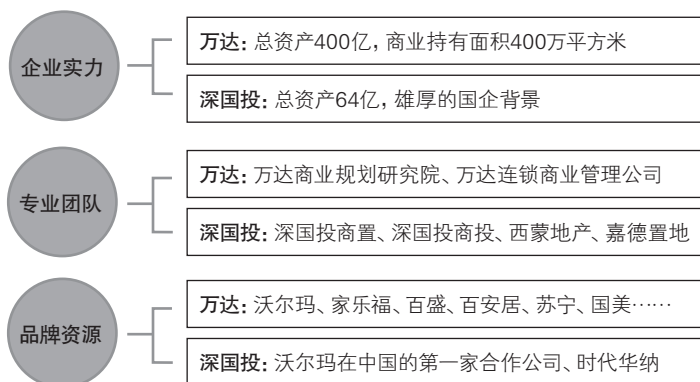 企业实力
万达: 总资产400亿, 商业持有面积400万平方米
深国投: 总资产64亿, 雄厚的国企背景
专业团队
万达: 万达商业规划研究院、万达连锁商业管理公司
深国投: 深国投商置、深国投商投、西蒙地产、嘉德置地
品牌资源
万达: 沃尔玛、家乐福、百盛、百安居、苏宁、国美……
深国投: 沃尔玛在中国的第一家合作公司、时代华纳